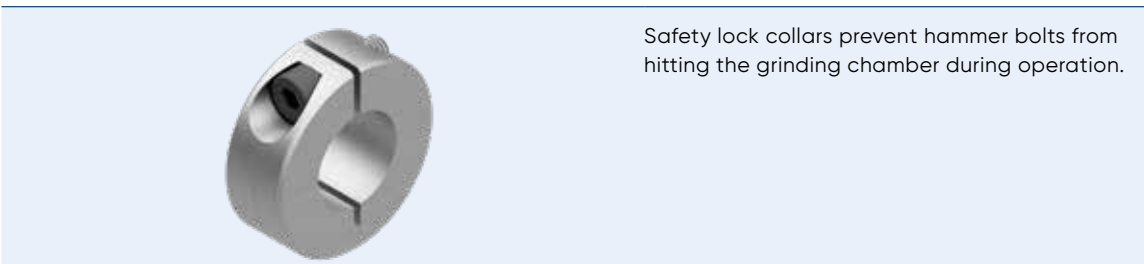 Safety lock collars prevent hammer bolts from
hitting the grinding chamber during operation.